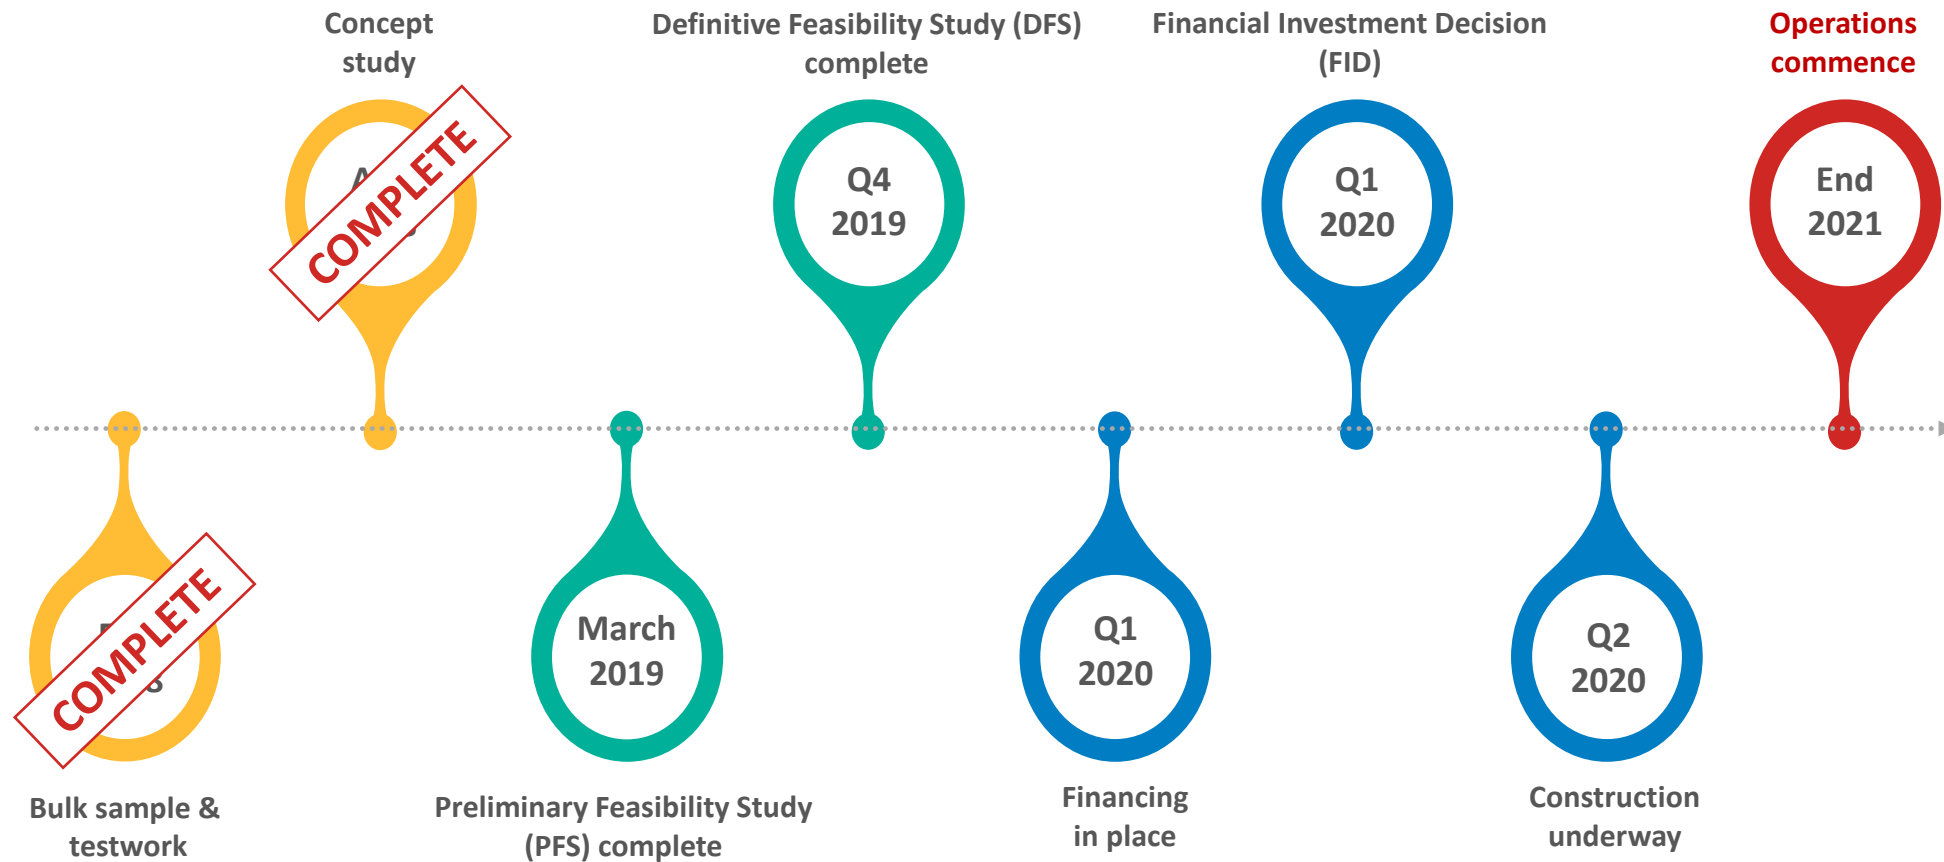 Concept
study
COMPLETE
Definitive Feasibility Study (DFS)
complete
Q4
2019
Financial Investment Decision
(FID)
Q1
2020
Operations
commence
End
2021
COMPLETE
Bulk sample &
testwork
March
2019
Preliminary Feasibility Study
(PFS) complete
Q1
2020
Financing
in place
Q2
2020
Construction
underway